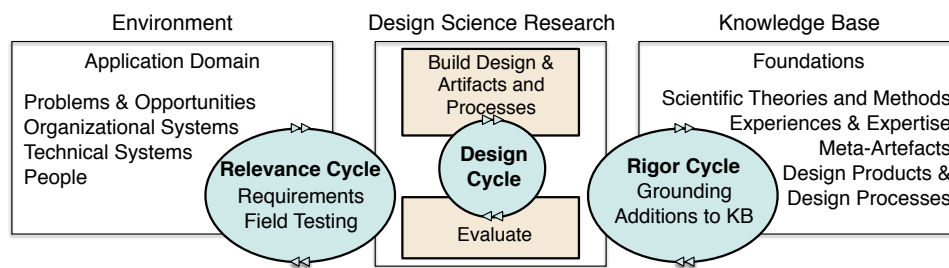 Environment
Design Science Research
Knowledge Base
Application Domain
Problems & Opportunities
Organizational Systems
Technical Systems
People
Relevance Cycle
Requirements
Field Testing
Build Design &
Artifacts and
Processes
Design
Cycle
Evaluate
Rigor Cycle
Grounding
Additions to KB
Foundations
Scientific Theories and Methods
Experiences & Expertise
Meta-Artefacts
Design Products &
Design Processes